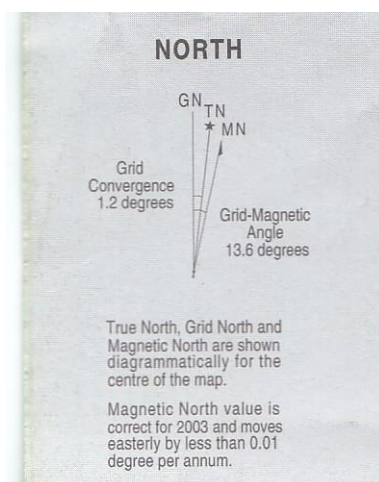 NORTH
GN
TN
MN
Grid
Convergence
1.2 degrees
Grid-Magnetic
Angle
13.6 degrees
True North, Grid North and
Magnetic North are shown
diagrammatically for the
centre of the map.
Magnetic North value is
correct for 2003 and moves
easterly by less than 0.01
degree per annum.